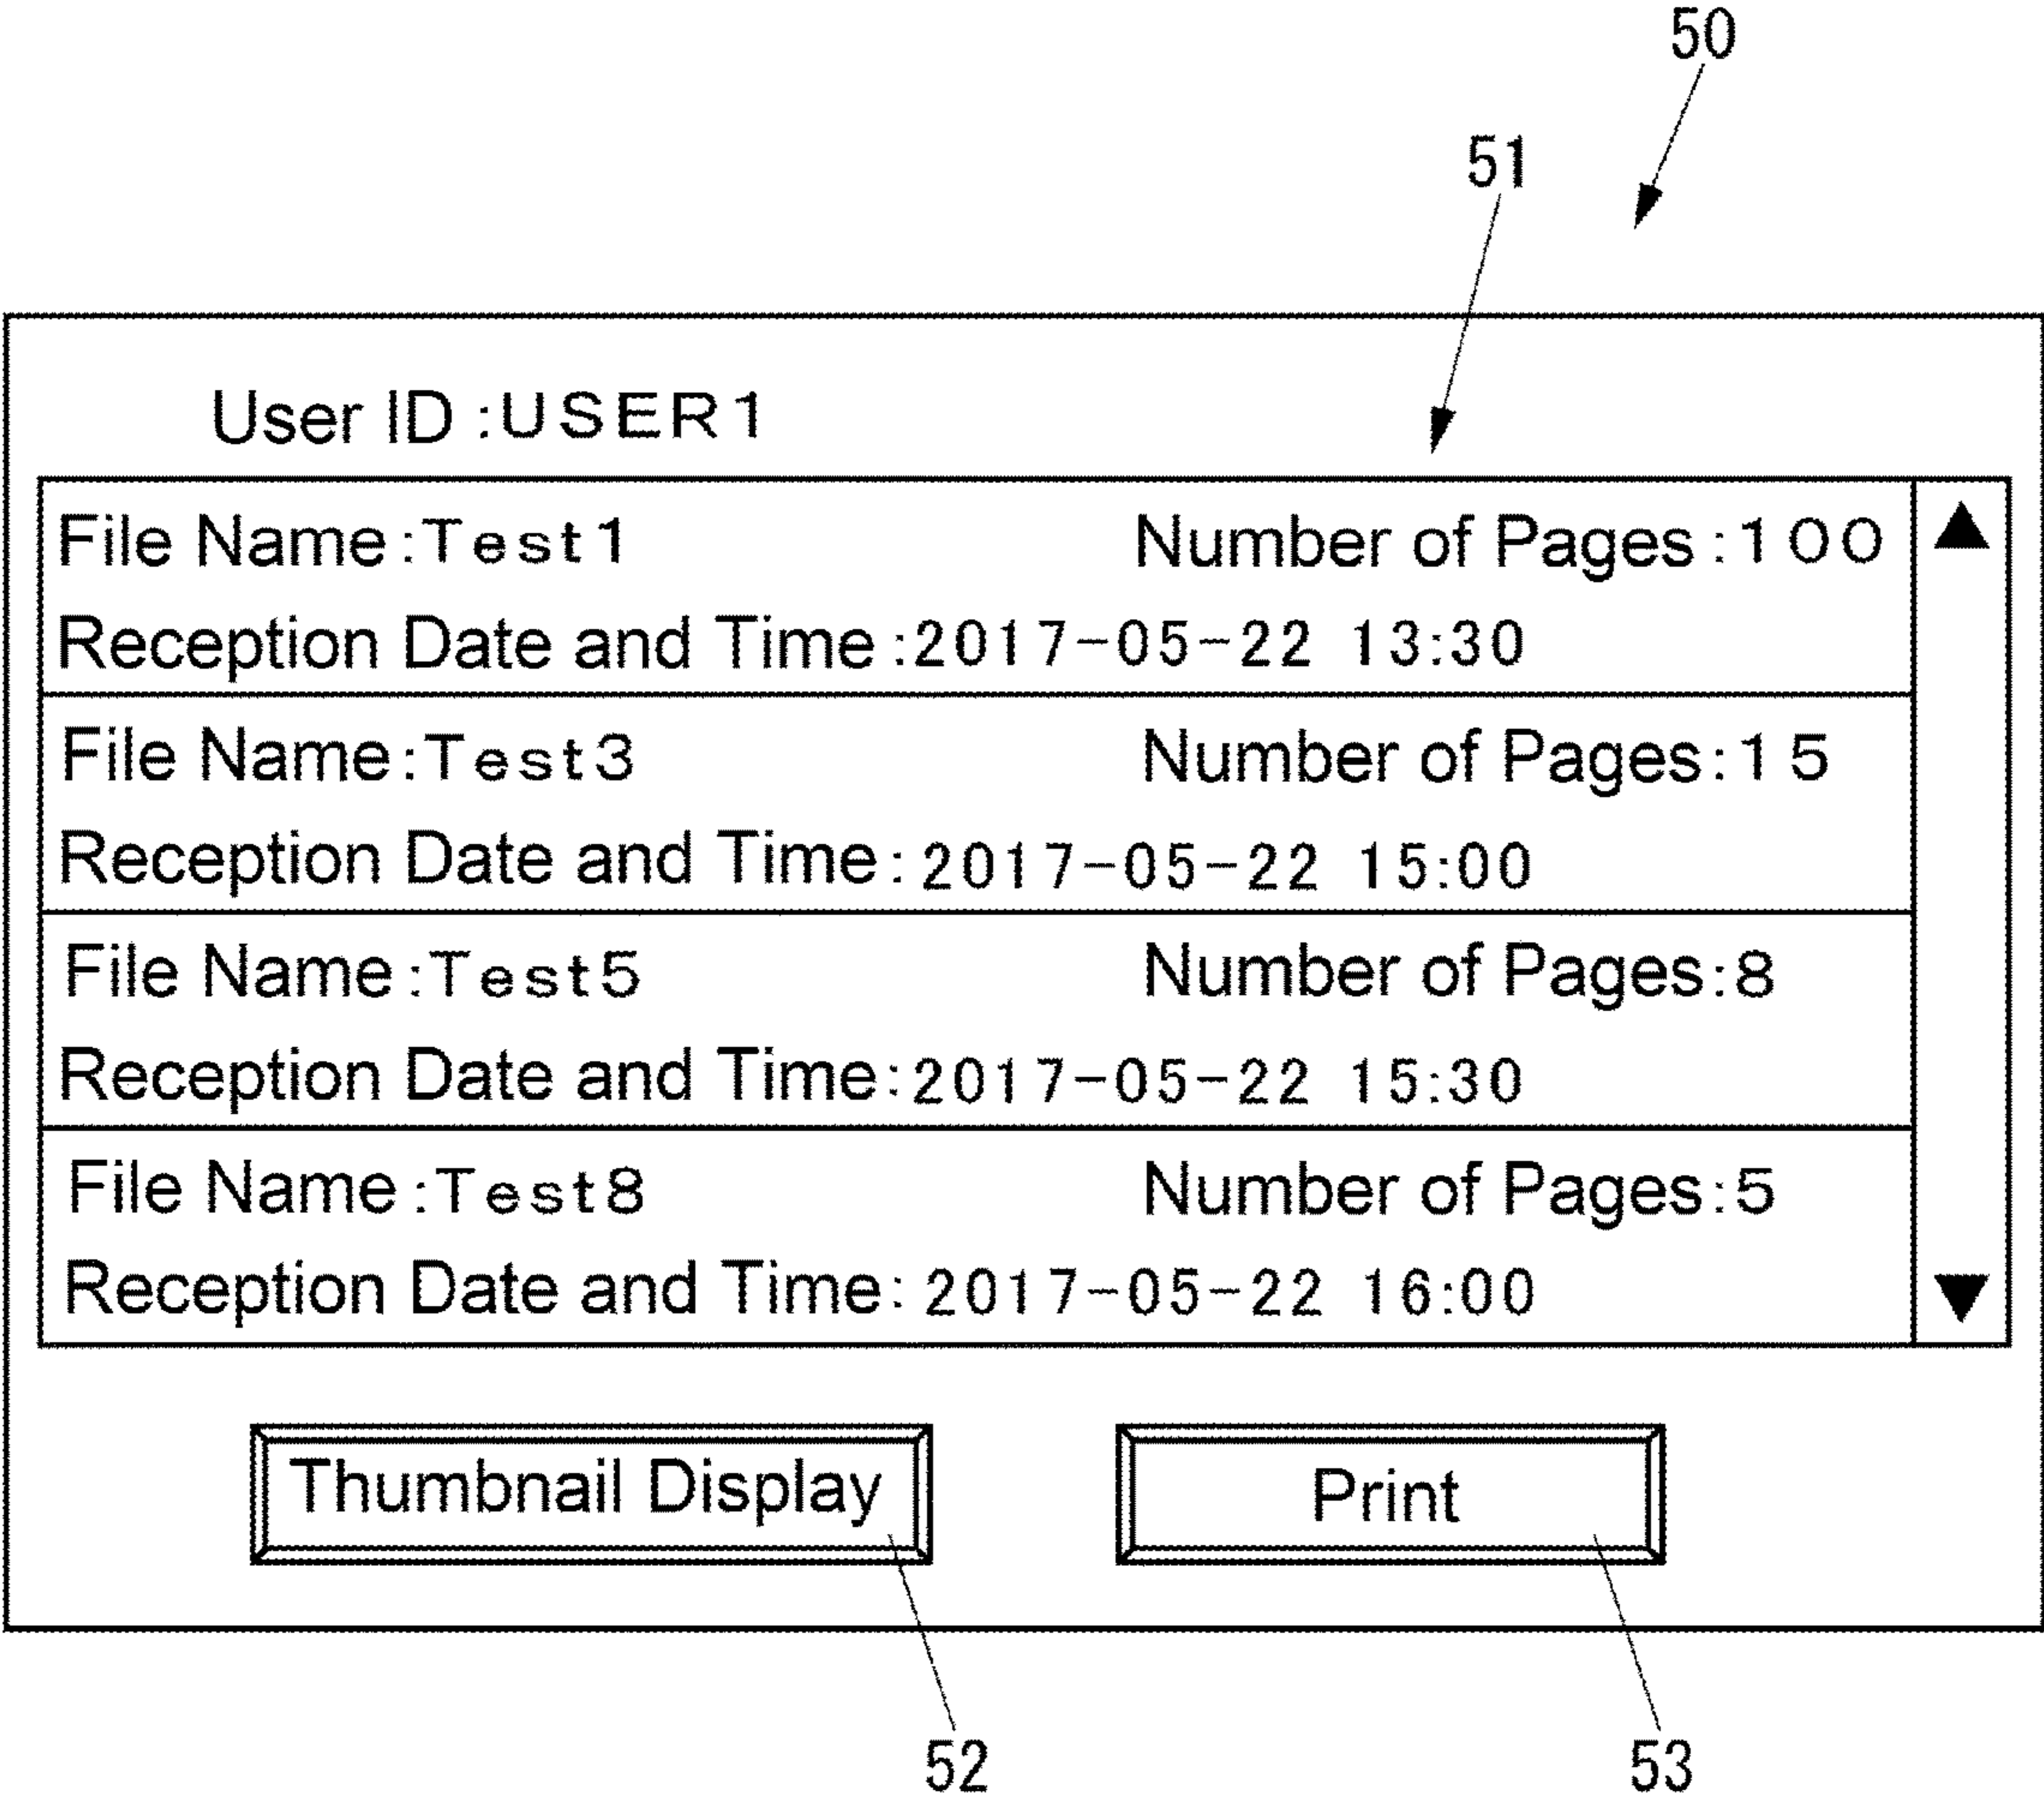 50
51
User ID :USER1
File Name:Test1 Number of Pages:100
Reception Date and Time:2017-05-22 13:30
File Name:Test3 Number of Pages:15
Reception Date and Time:2017-05-22 15:00
File Name:Test5 Number of Pages:8
Reception Date and Time:2017-05-22 15:30
File Name:Test8 Number of Pages:5
Reception Date and Time:2017-05-22 16:00
Thumbnail Display Print
52 53